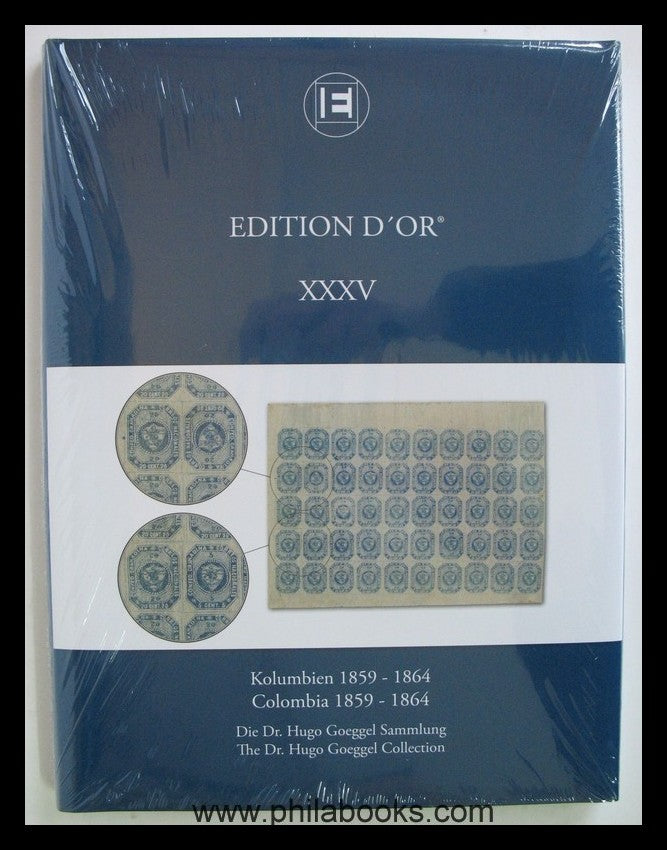 E
EDITION D´OR®
XXXV
Kolumbien 1859 - 1864
Colombia 1859 - 1864
Die Dr. Hugo Goeggel Sammlung
The Dr. Hugo Goeggel Collection
www.philabooks.com